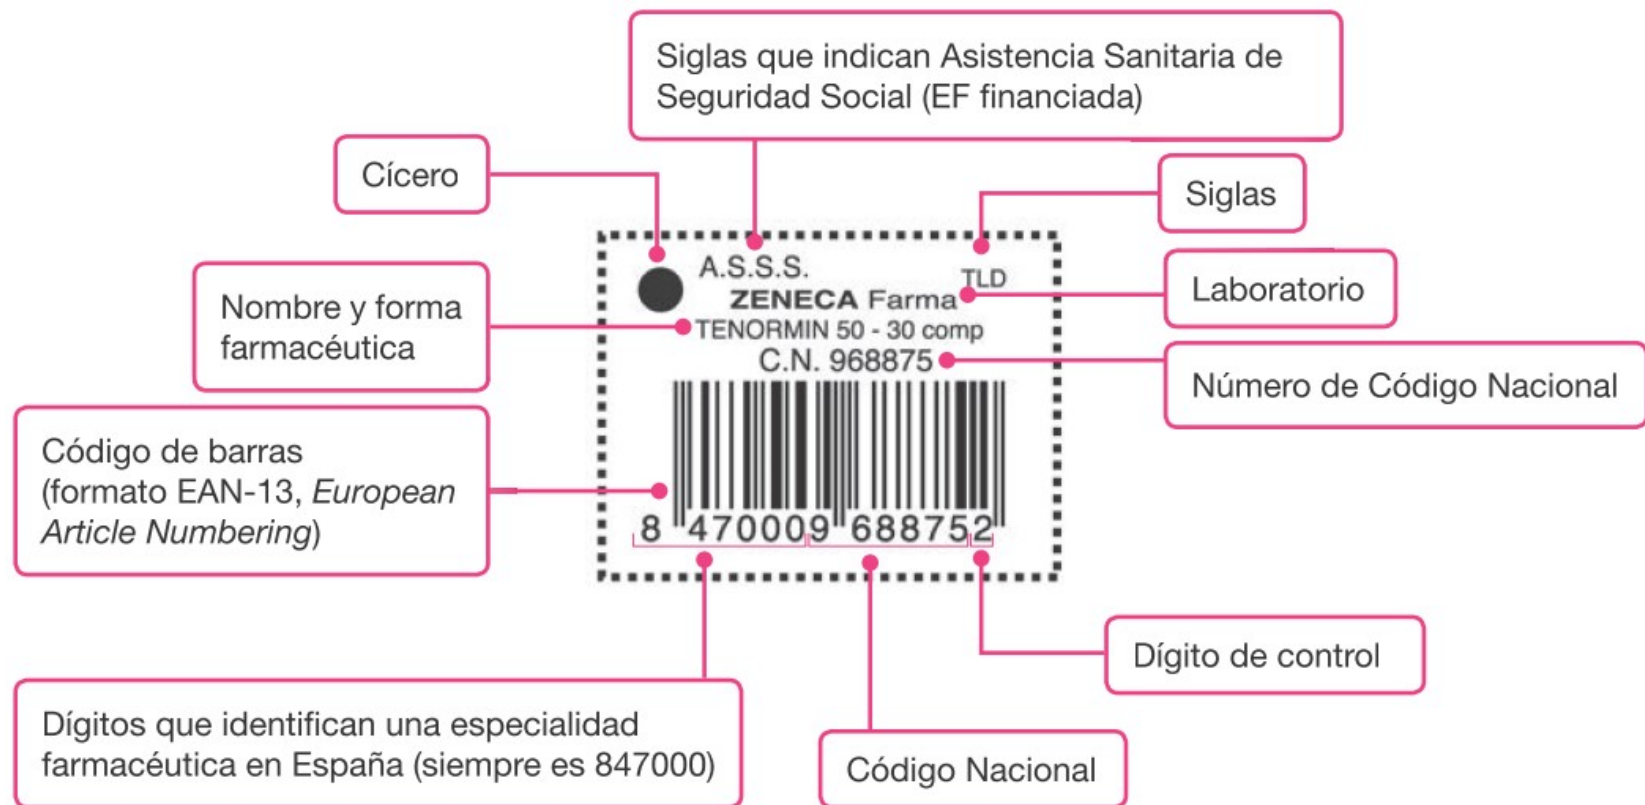 Siglas que indican Asistencia Sanitaria de
Seguridad Social (EF financiada)
Cícero
Siglas
A.S.S.S.
TLD
ZENECA Farma
Laboratorio
Nombre y forma
farmacéutica
TENORMIN 50 - 30 comp
C.N. 968875
Número de Código Nacional
Código de barras
(formato EAN-13, European
Article Numbering)
8 470009 688752
Dígito de control
Dígitos que identifican una especialidad
farmacéutica en España (siempre es 847000)
Código Nacional